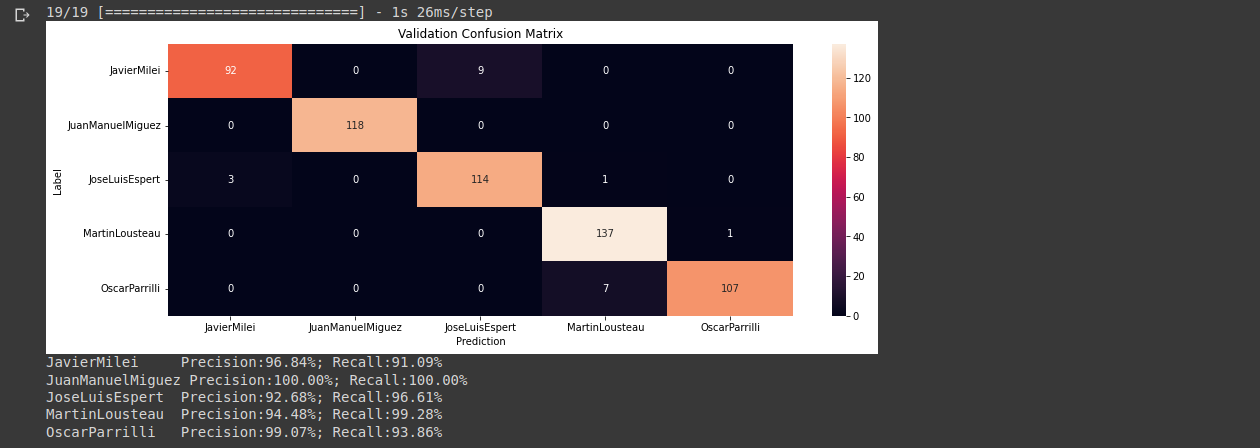 19/19 [==============================] - 1s 26ms/step
Validation Confusion Matrix
JavierMilei 92 0 9 0 0
JuanManuelMiguez 0 118 0 0 0
JoseLuisEspert 3 0 114 1 0
MartinLousteau 0 0 0 137 1
OscarParrilli 0 0 0 7 107
Label
JavierMilei JuanManuelMiguez JoseLuisEspert MartinLousteau OscarParrilli
Prediction
120
100
80
60
40
20
0
JavierMilei     Precision:96.84%; Recall:91.09%
JuanManuelMiguez Precision:100.00%; Recall:100.00%
JoseLuisEspert  Precision:92.68%; Recall:96.61%
MartinLousteau  Precision:94.48%; Recall:99.28%
OscarParrilli   Precision:99.07%; Recall:93.86%